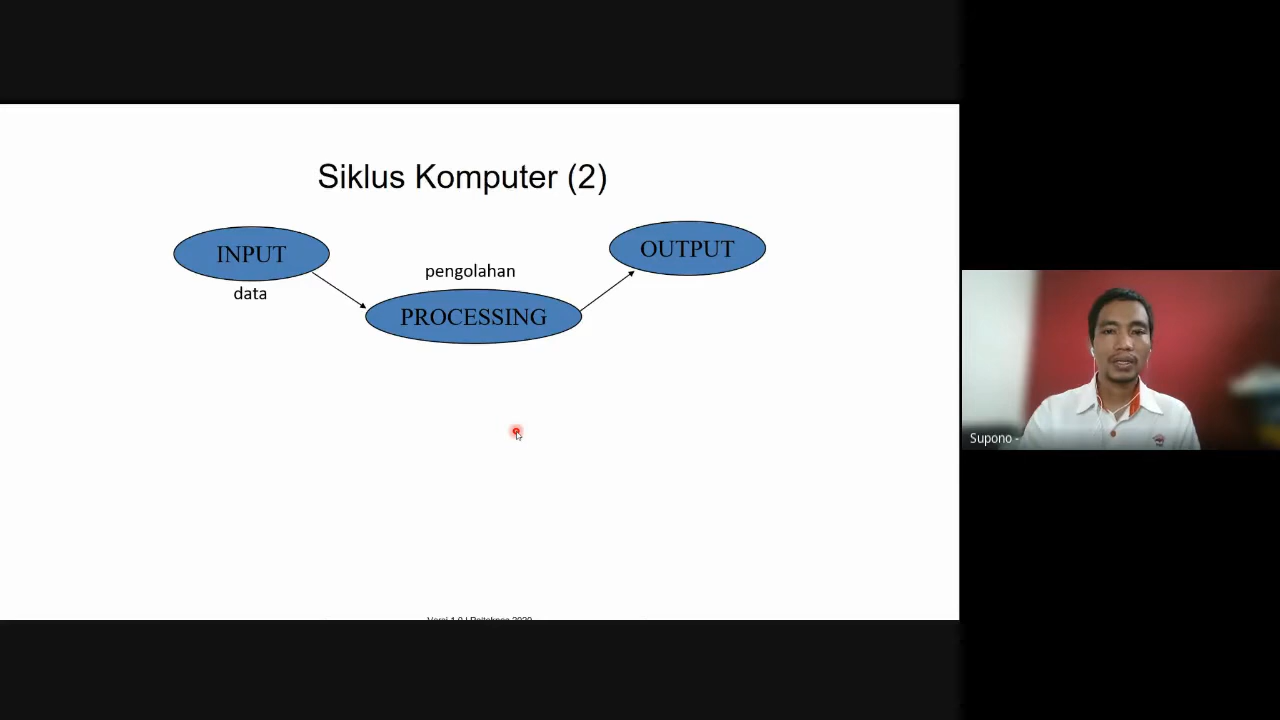 Siklus Komputer (2)
INPUT
data
pengolahan
PROCESSING
OUTPUT
Supono -